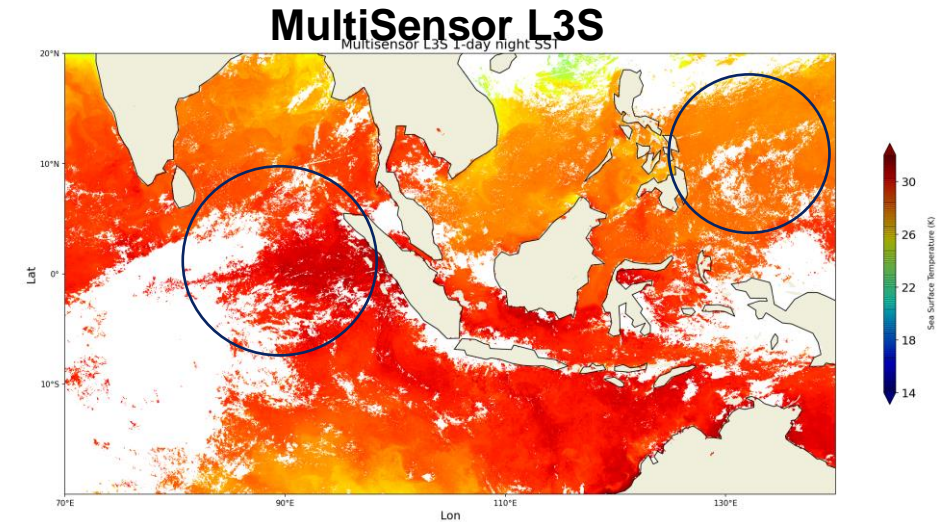 MultiSensor L3S
Multisensor L3S 1-day night SST
20°N
10°N
0°
10°S
Lat
70°E
90°E
110°E
130°E
Lon
30
26
22
18
14
Sea Surface Temperature (K)